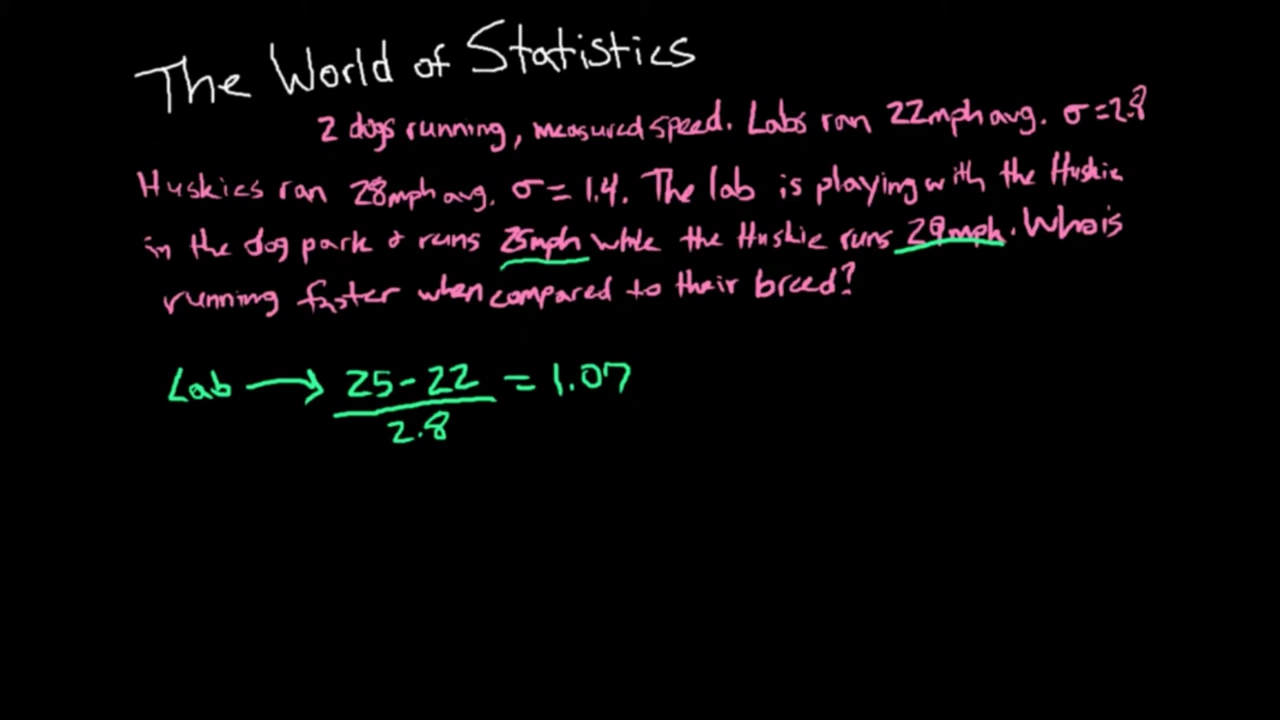 The World of Statistics
2 dogs running, measured speed. Labs ran 22mph avg. σ=2.8
Huskies ran 28mph avg. σ=1.4. The lab is playing with the Huskie
in the dog park & runs 25mph while the Huskie runs 29mph. Who is
running faster when compared to their breed?
Lab → 25-22 = 1.07
2.8